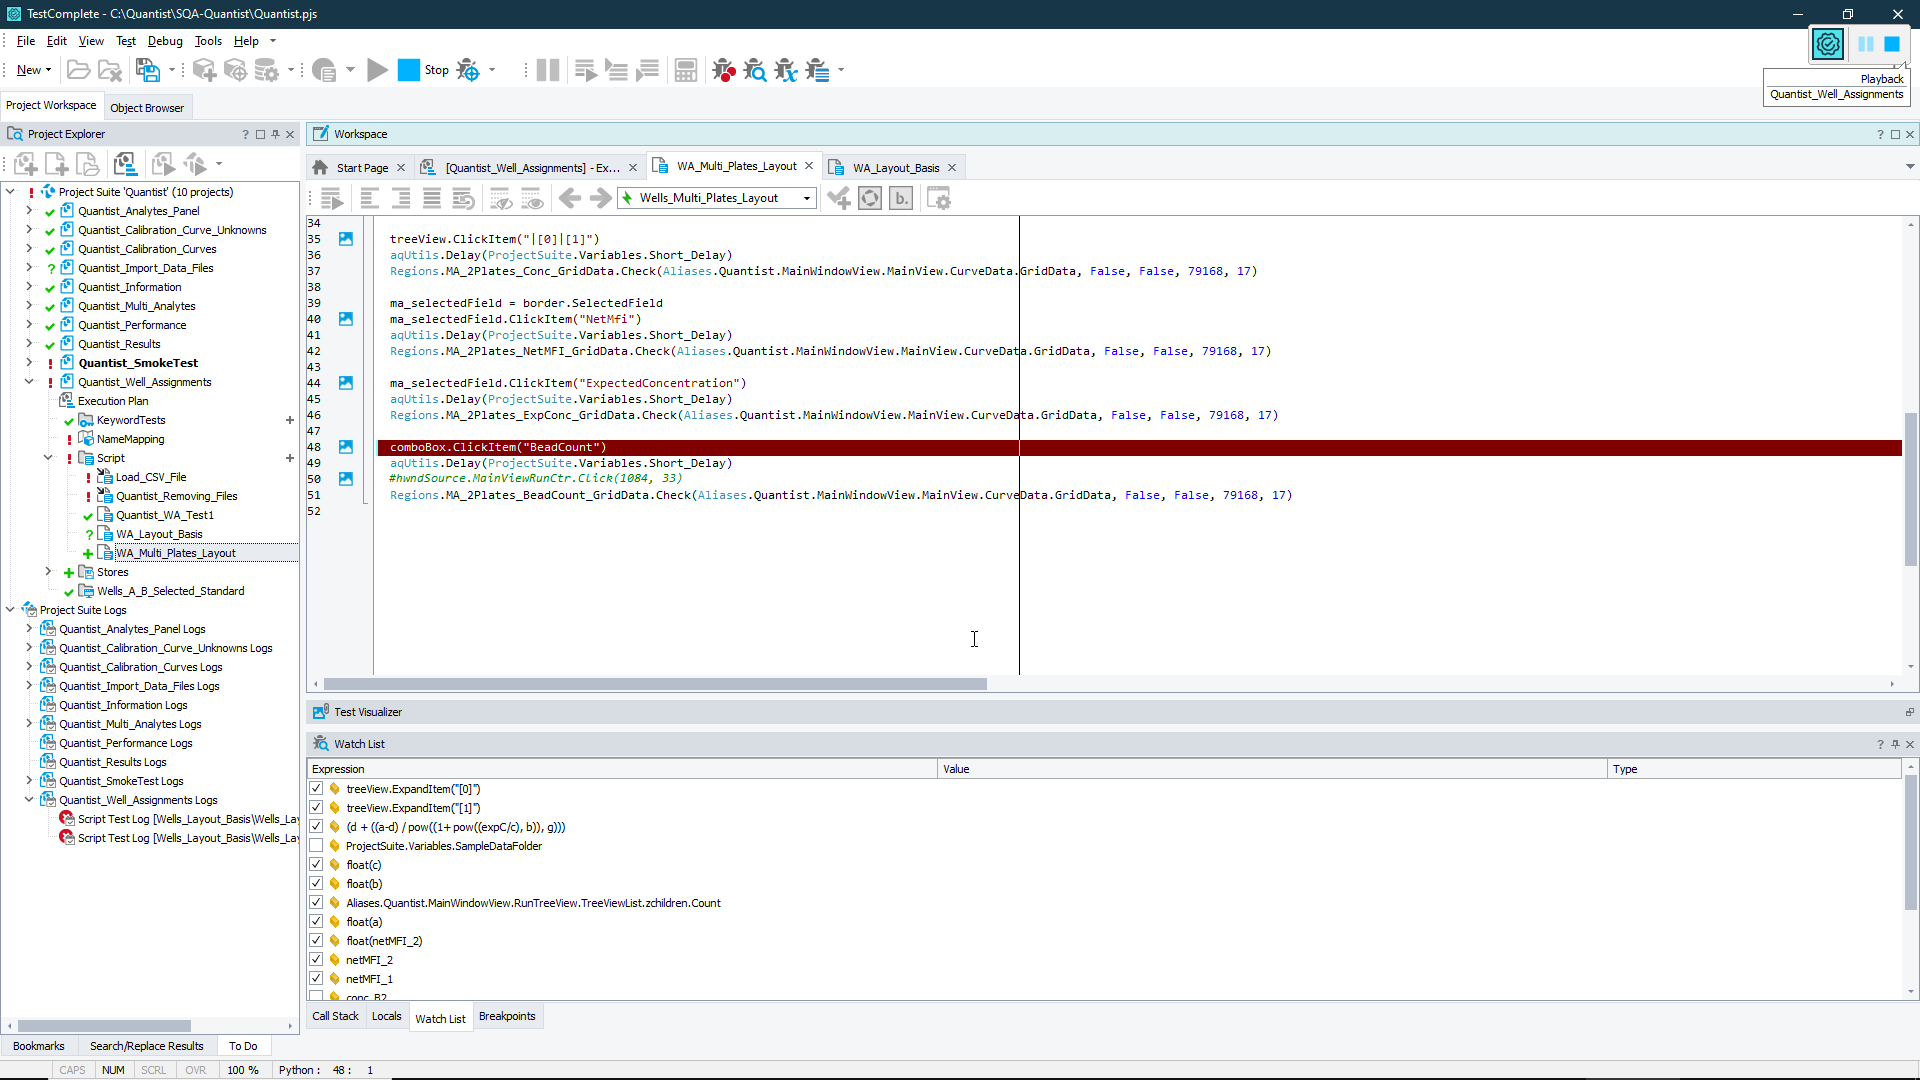 TestComplete - C:\Quantist\SQA-Quantist\Quantist.pjs
File Edit View Test Debug Tools Help
New Stop
Playback
Quantist_Well_Assignments
Project Workspace Object Browser
Project Explorer
Workspace
Start Page [Quantist_Well_Assignments] - Ex... WA_Multi_Plates_Layout WA_Layout_Basis
Wells_Multi_Plates_Layout
b.
Project Suite 'Quantist' (10 projects)
Quantist_Analytes_Panel
Quantist_Calibration_Curve_Unknowns
Quantist_Calibration_Curves
Quantist_Import_Data_Files
Quantist_Information
Quantist_Multi_Analytes
Quantist_Performance
Quantist_Results
Quantist_SmokeTest
Quantist_Well_Assignments
Execution Plan
KeywordTests
NameMapping
Script
Load_CSV_File
Quantist_Removing_Files
Quantist_WA_Test1
WA_Layout_Basis
WA_Multi_Plates_Layout
Stores
Wells_A_B_Selected_Standard
Project Suite Logs
Quantist_Analytes_Panel Logs
Quantist_Calibration_Curve_Unknowns Logs
Quantist_Calibration_Curves Logs
Quantist_Import_Data_Files Logs
Quantist_Information Logs
Quantist_Multi_Analytes Logs
Quantist_Performance Logs
Quantist_Results Logs
Quantist_SmokeTest Logs
Quantist_Well_Assignments Logs
Script Test Log [Wells_Layout_Basis\Wells_Lay
Script Test Log [Wells_Layout_Basis\Wells_Lay
34
35 treeView.ClickItem("|[0]|[1]")
36 aqUtils.Delay(ProjectSuite.Variables.Short_Delay)
37 Regions.MA_2Plates_Conc_GridData.Check(Aliases.Quantist.MainWindowView.MainView.CurveData.GridData, False, False, 79168, 17)
38
39 ma_selectedField = border.SelectedField
40 ma_selectedField.ClickItem("NetMfi")
41 aqUtils.Delay(ProjectSuite.Variables.Short_Delay)
42 Regions.MA_2Plates_NetMFI_GridData.Check(Aliases.Quantist.MainWindowView.MainView.CurveData.GridData, False, False, 79168, 17)
43
44 ma_selectedField.ClickItem("ExpectedConcentration")
45 aqUtils.Delay(ProjectSuite.Variables.Short_Delay)
46 Regions.MA_2Plates_ExpConc_GridData.Check(Aliases.Quantist.MainWindowView.MainView.CurveData.GridData, False, False, 79168, 17)
47
48 comboBox.ClickItem("BeadCount")
49 aqUtils.Delay(ProjectSuite.Variables.Short_Delay)
50 #hwndSource.MainViewRunCtr.Click(1084, 33)
51 Regions.MA_2Plates_BeadCount_GridData.Check(Aliases.Quantist.MainWindowView.MainView.CurveData.GridData, False, False, 79168, 17)
52
Test Visualizer
Watch List
Expression Value Type
treeView.ExpandItem("[0]")
treeView.ExpandItem("[1]")
(d + ((a-d) / pow((1+ pow((expC/c), b)), g)))
ProjectSuite.Variables.SampleDataFolder
float(c)
float(b)
Aliases.Quantist.MainWindowView.RunTreeView.TreeViewList.zchildren.Count
float(a)
float(netMFI_2)
netMFI_2
netMFI_1
conc_B2
Call Stack Locals Watch List Breakpoints
Bookmarks Search/Replace Results To Do
CAPS NUM SCRL OVR 100 % Python : 48 : 1